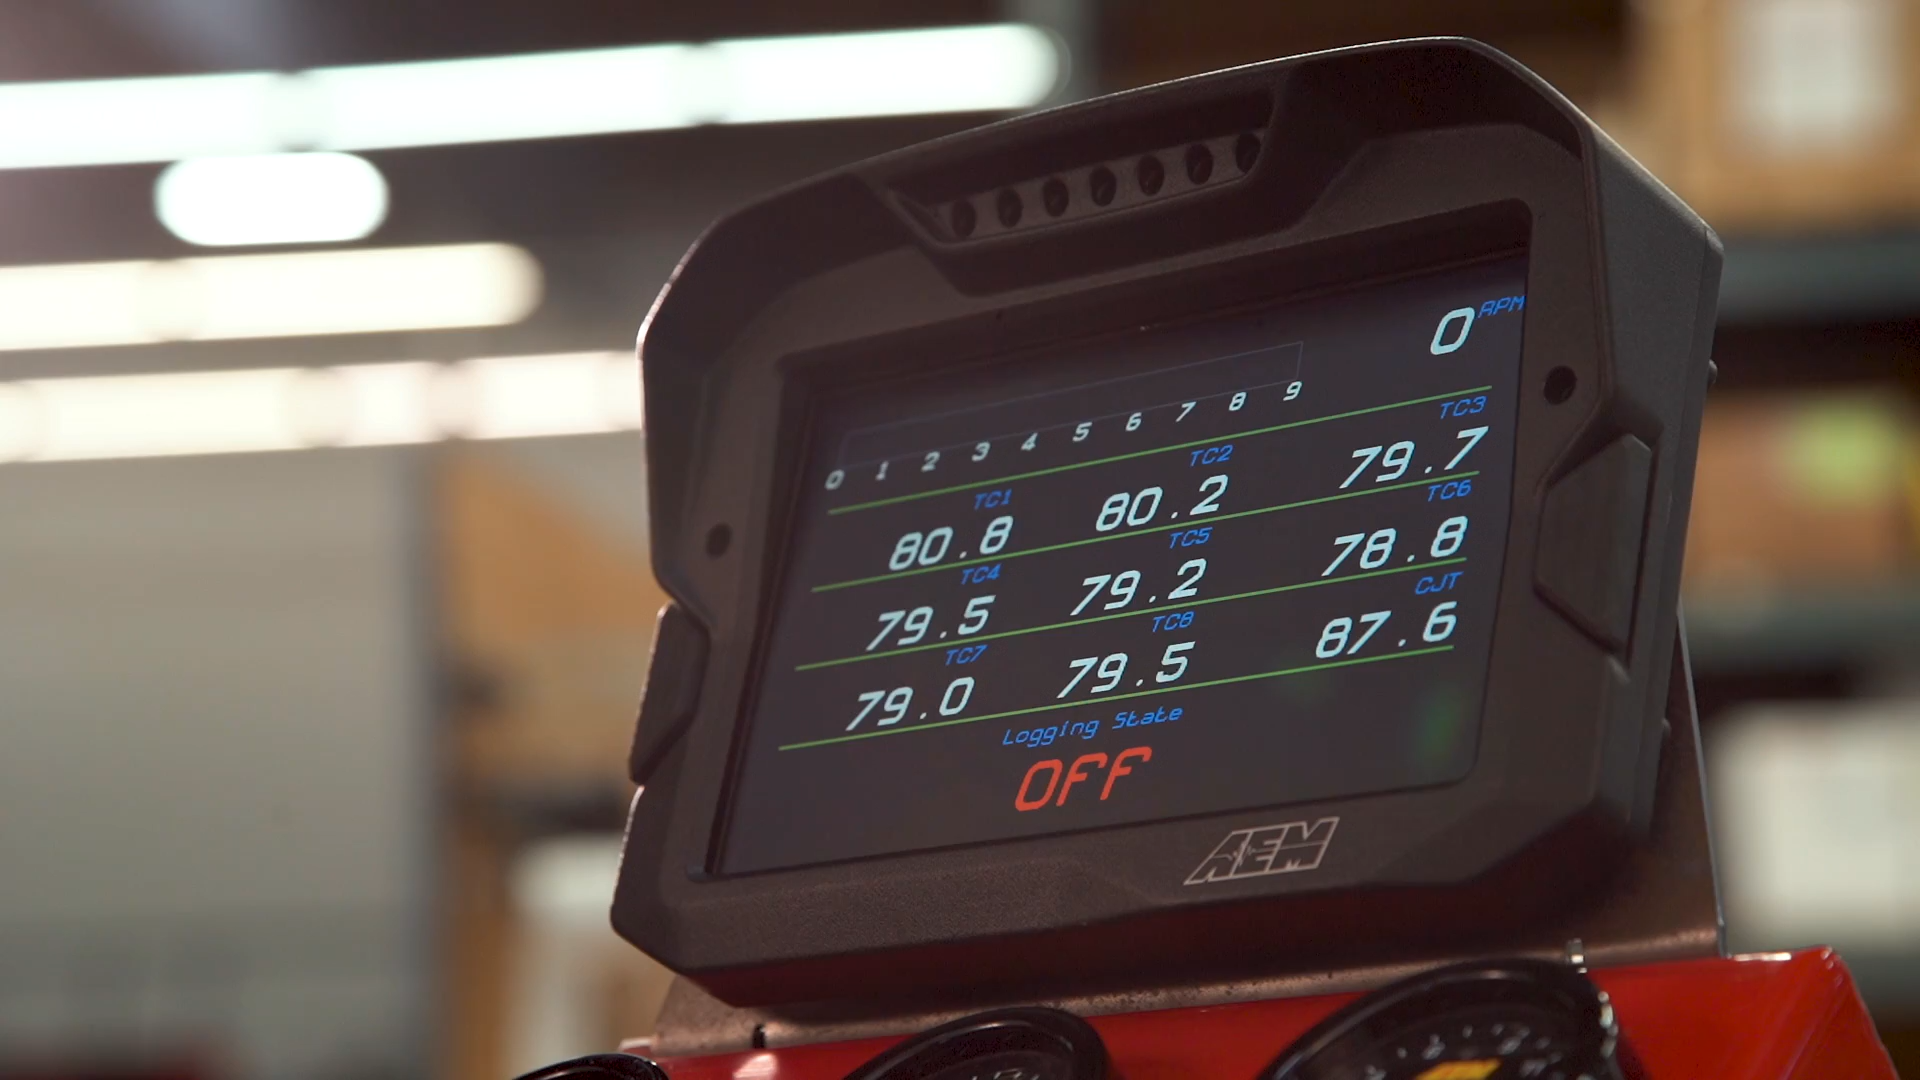 0 RPM
0 1 2 3 4 5 6 7 8 9
TC1 TC2 TC3
80.8 80.2 79.7
TC4 TC5 TC6
79.5 79.2 78.8
TC7 TC8 CJT
79.0 79.5 87.6
Logging State
OFF
AEM